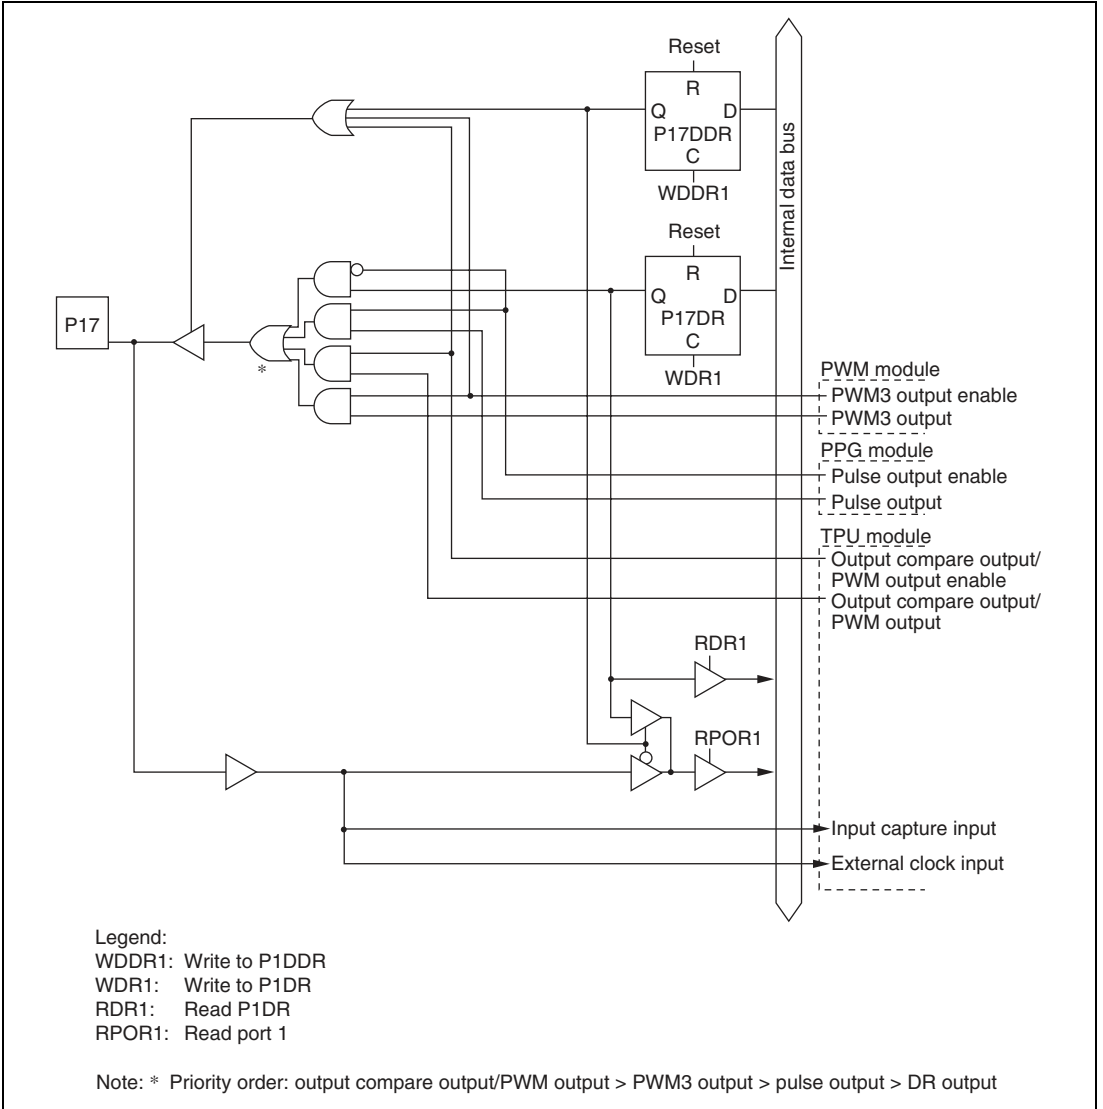 Reset
R
Q D
P17DDR
C
WDDR1
Internal data bus
Reset
R
Q D
P17DR
C
WDR1
P17
*
PWM module
PWM3 output enable
PWM3 output
PPG module
Pulse output enable
Pulse output
TPU module
Output compare output/
PWM output enable
Output compare output/
PWM output
RDR1
RPOR1
Input capture input
External clock input
Legend:
WDDR1: Write to P1DDR
WDR1: Write to P1DR
RDR1: Read P1DR
RPOR1: Read port 1
Note: * Priority order: output compare output/PWM output > PWM3 output > pulse output > DR output